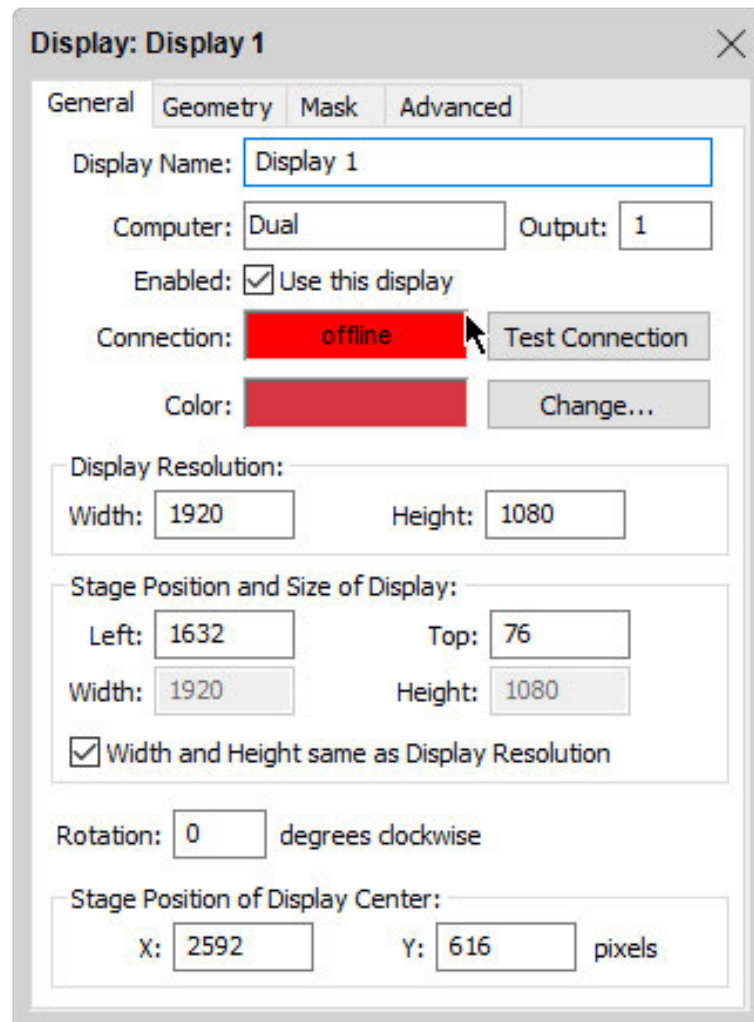 Display: Display 1
General Geometry Mask Advanced
Display Name: Display 1
Computer: Dual Output: 1
Enabled: Use this display
Connection: offline Test Connection
Color: Change...
Display Resolution:
Width: 1920 Height: 1080
Stage Position and Size of Display:
Left: 1632 Top: 76
Width: 1920 Height: 1080
Width and Height same as Display Resolution
Rotation: 0 degrees clockwise
Stage Position of Display Center:
X: 2592 Y: 616 pixels